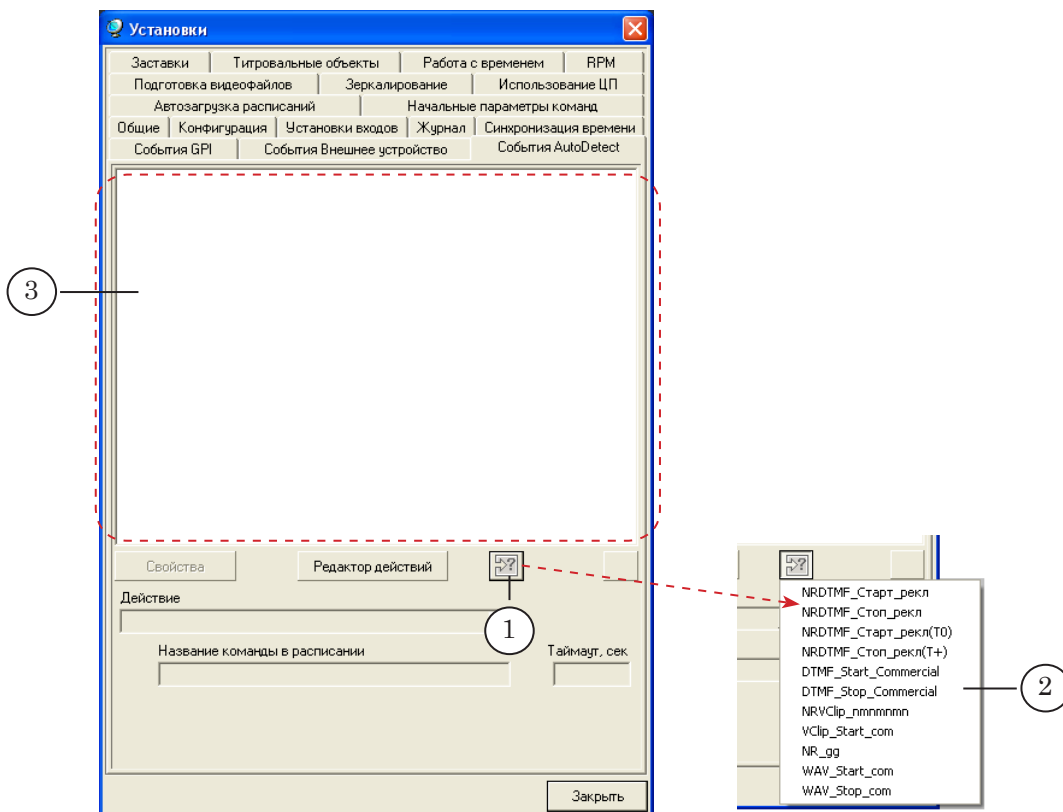 Установки
Заставки Титровальные объекты Работа с временем RPM
Подготовка видеофайлов Зеркалирование Использование ЦП
Автозагрузка расписаний Начальные параметры команд
Общие Конфигурация Установки входов Журнал Синхронизация времени
События GPI События Внешнее устройство События AutoDetect
3
Свойства Редактор действий
Действие
1
Название команды в расписании Таймаут, сек
Закрыть
NRDTMF_Старт_рекл
NRDTMF_Стоп_рекл
NRDTMF_Старт_рекл(T0)
NRDTMF_Стоп_рекл(T+)
DTMF_Start_Commercial
DTMF_Stop_Commercial
2
NRVClip_nmnmnmn
VClip_Start_com
NR_gg
WAV_Start_com
WAV_Stop_com